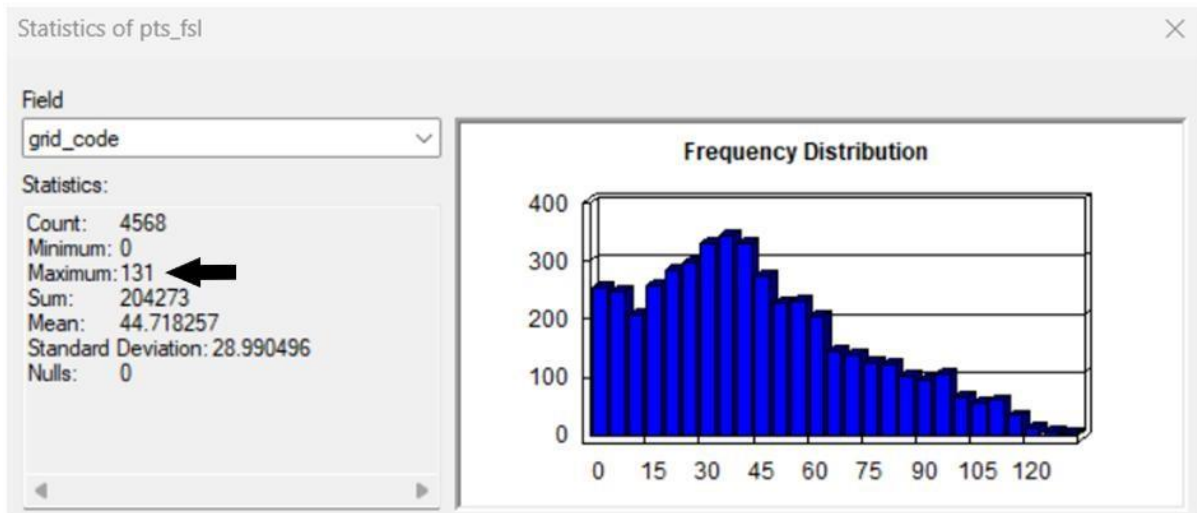 Statistics of pts_fsl
Field
grid_code
Statistics:
Count: 4568
Minimum: 0
Maximum: 131
Sum: 204273
Mean: 44.718257
Standard Deviation: 28.990496
Nulls: 0
Frequency Distribution
400
300
200
100
0
0 15 30 45 60 75 90 105 120